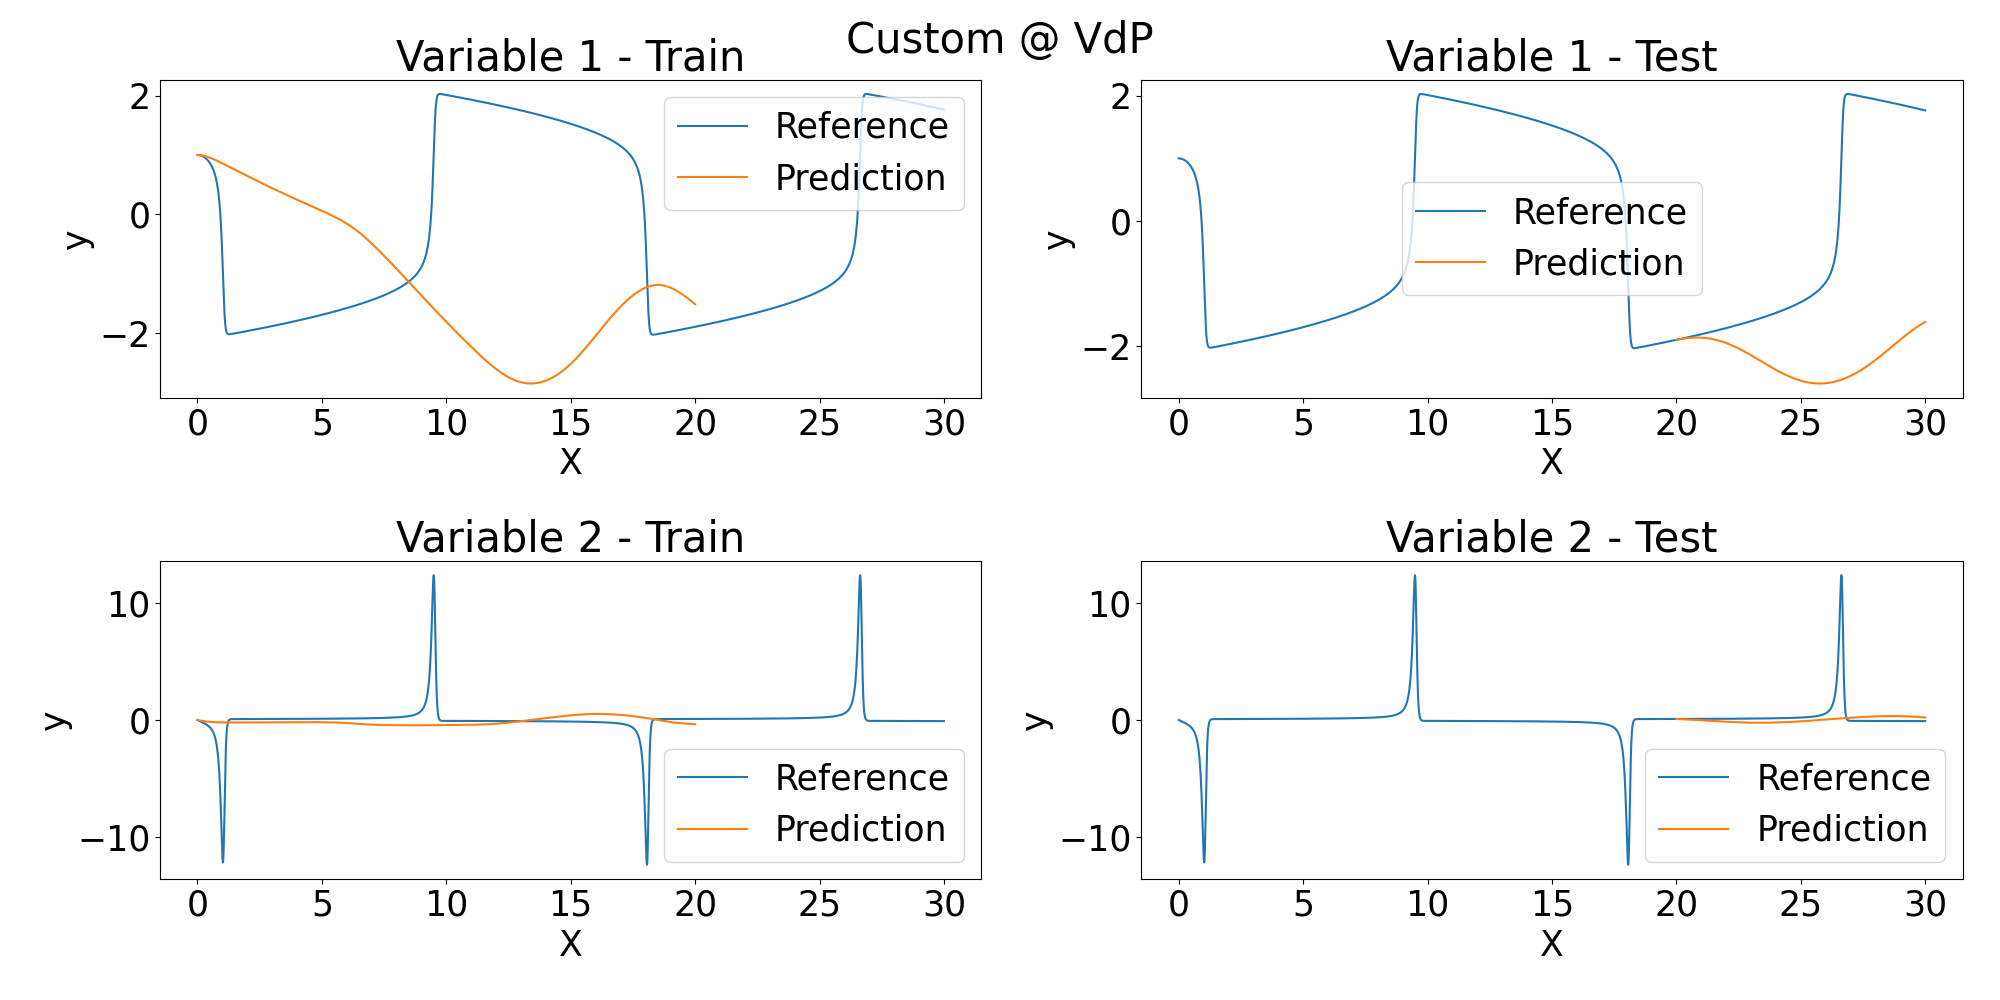 Custom @ VdP
Variable 1 - Train
2
0
−2
y
0 5 10 15 20 25 30
X
Reference
Prediction
Variable 1 - Test
2
0
−2
y
0 5 10 15 20 25 30
X
Reference
Prediction
Variable 2 - Train
10
0
−10
y
0 5 10 15 20 25 30
X
Reference
Prediction
Variable 2 - Test
10
0
−10
y
0 5 10 15 20 25 30
X
Reference
Prediction